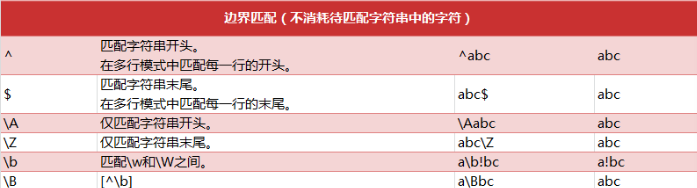 边界匹配（不消耗待匹配字符串中的字符）
^ 匹配字符串开头。 ^abc abc
在多行模式中匹配每一行的开头。
$ 匹配字符串末尾。 abc$ abc
在多行模式中匹配每一行的末尾。
\A 仅匹配字符串开头。 \Aabc abc
\Z 仅匹配字符串末尾。 abc\Z abc
\b 匹配\w和\W之间。 a\b!bc a!bc
\B [^\b] a\Bbc abc